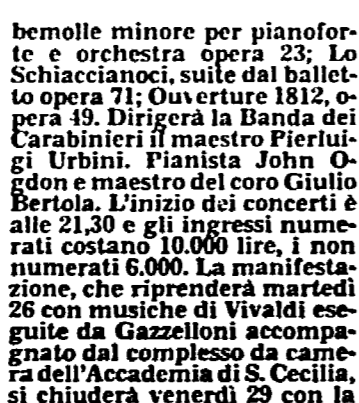 bemolle minore per pianofor-
te e orchestra opera 23; Lo
Schiaccianoci, suite dal ballet-
to opera 71; Ouverture 1812, o-
pera 49. Dirigerà la Banda dei
Carabinieri il maestro Pierlui-
gi Urbini. Pianista John O-
gdon e maestro del coro Giulio
Bertola. L'inizio dei concerti è
alle 21,30 e gli ingressi nume-
rati costano 10.000 lire, i non
numerati 6.000. La manifesta-
zione, che riprenderà martedì
26 con musiche di Vivaldi ese-
guite da Gazzelloni accompa-
gnato dal complesso da came-
ra dell'Accademia di S. Cecilia,
si chiuderà venerdì 29 con la